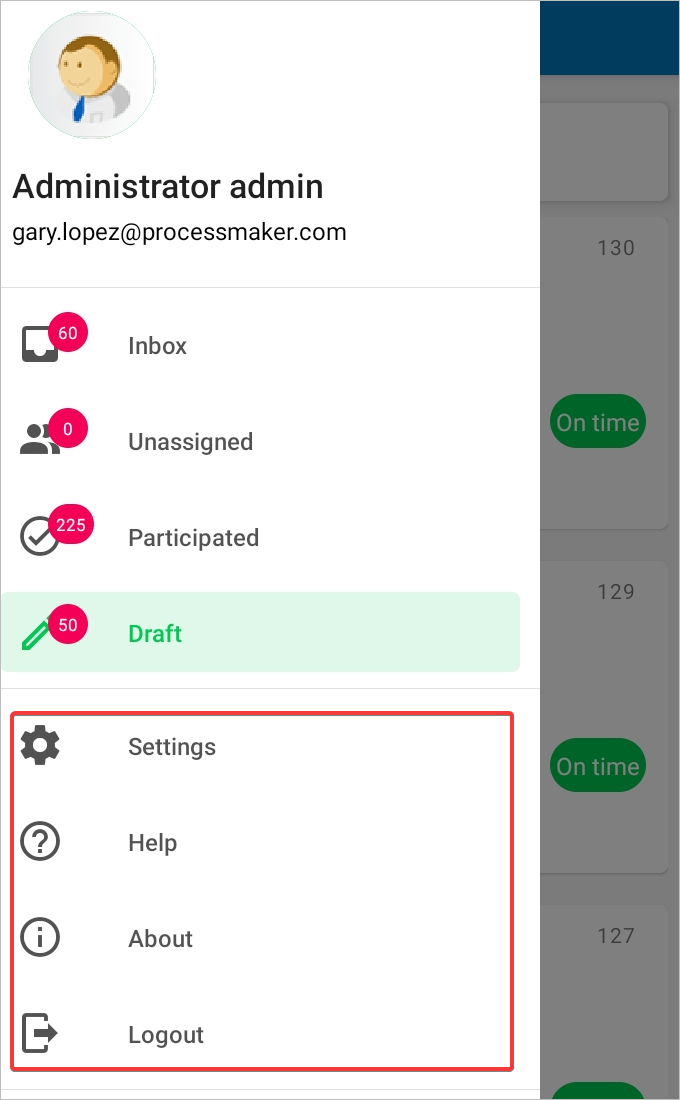 Administrator admin
gary.lopez@processmaker.com
60
Inbox
0
Unassigned
225
Participated
50
Draft
Settings
Help
About
Logout
130
On time
129
On time
127